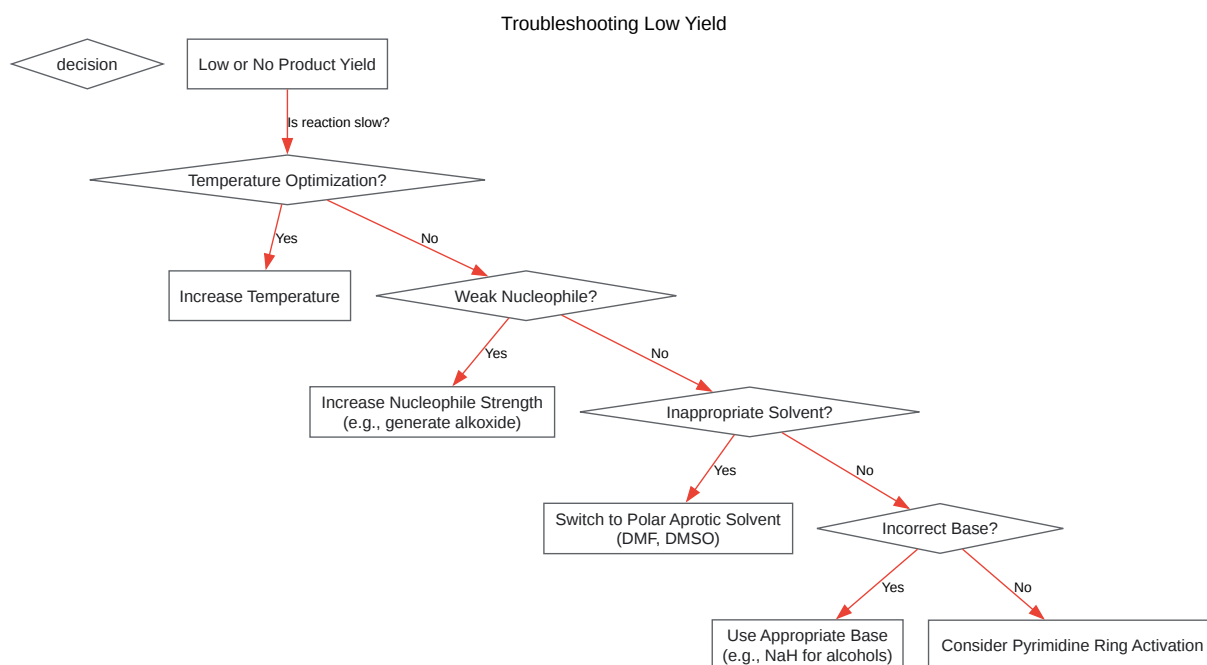 Troubleshooting Low Yield
decision
Low or No Product Yield
Is reaction slow?
Temperature Optimization?
Yes
No
Increase Temperature
Weak Nucleophile?
Yes
No
Increase Nucleophile Strength
(e.g., generate alkoxide)
Inappropriate Solvent?
Yes
No
Switch to Polar Aprotic Solvent
(DMF, DMSO)
Incorrect Base?
Yes
No
Use Appropriate Base
(e.g., NaH for alcohols)
Consider Pyrimidine Ring Activation